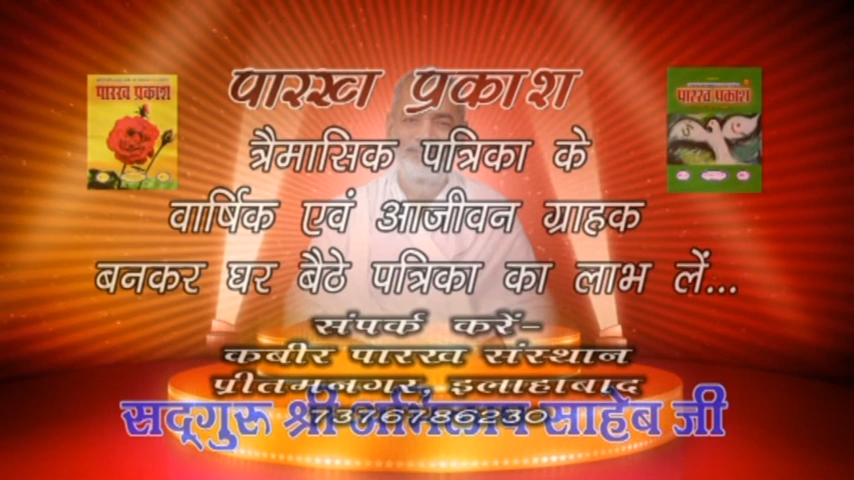 पारख प्रकाश
पारख प्रकाश
पारख प्रकाश
त्रैमासिक पत्रिका के
वार्षिक एवं आजीवन ग्राहक
बनकर घर बैठे पत्रिका का लाभ लें...
संपर्क करें-
कबीर पारख संस्थान
प्रीतमनगर, इलाहाबाद
7376786230
सद्गुरू श्री साहेब जी